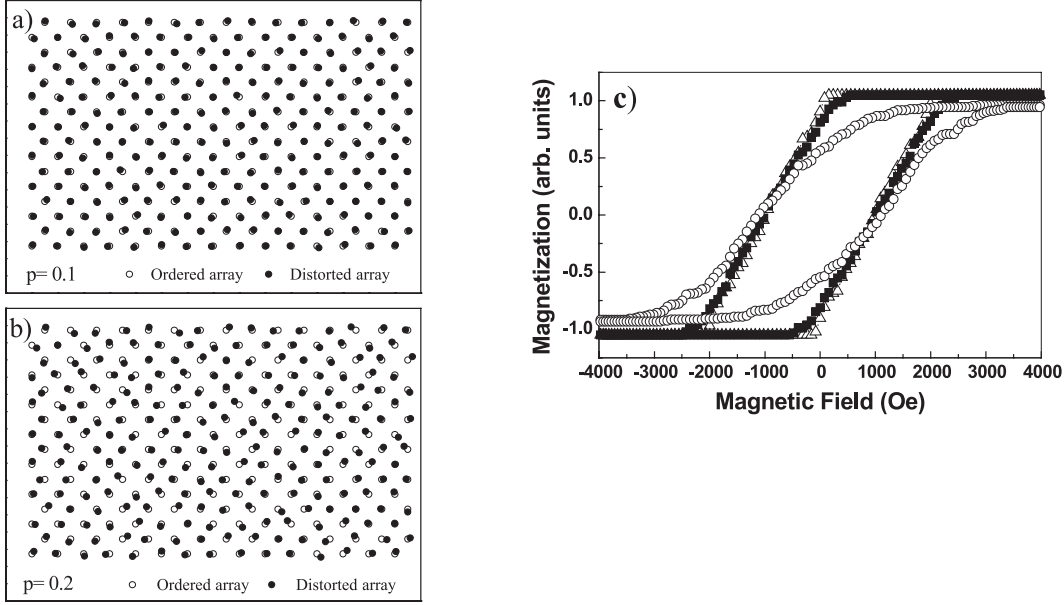 a)
p= 0.1 Ordered array Distorted array
b)
p= 0.2 Ordered array Distorted array
c)
Magnetization (arb. units)
1.0
0.5
0.0
-0.5
-1.0
-4000 -3000 -2000 -1000 0 1000 2000 3000 4000
Magnetic Field (Oe)